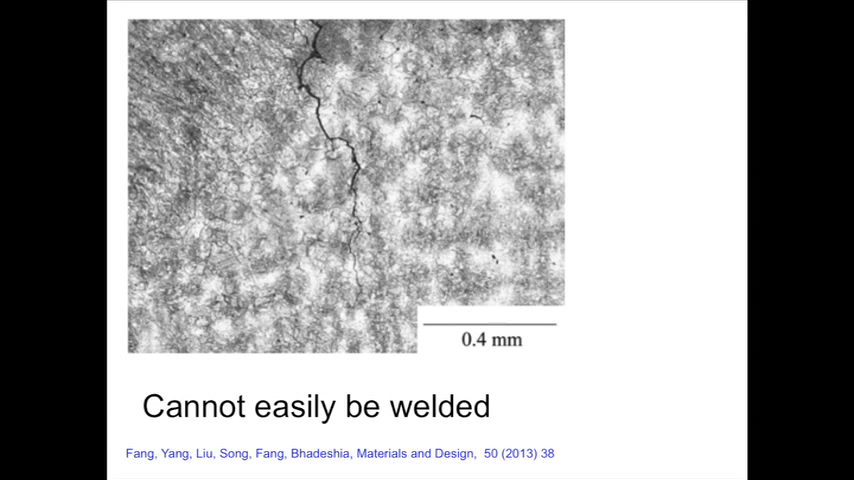 0.4 mm
Cannot easily be welded
Fang, Yang, Liu, Song, Fang, Bhadeshia, Materials and Design, 50 (2013) 38